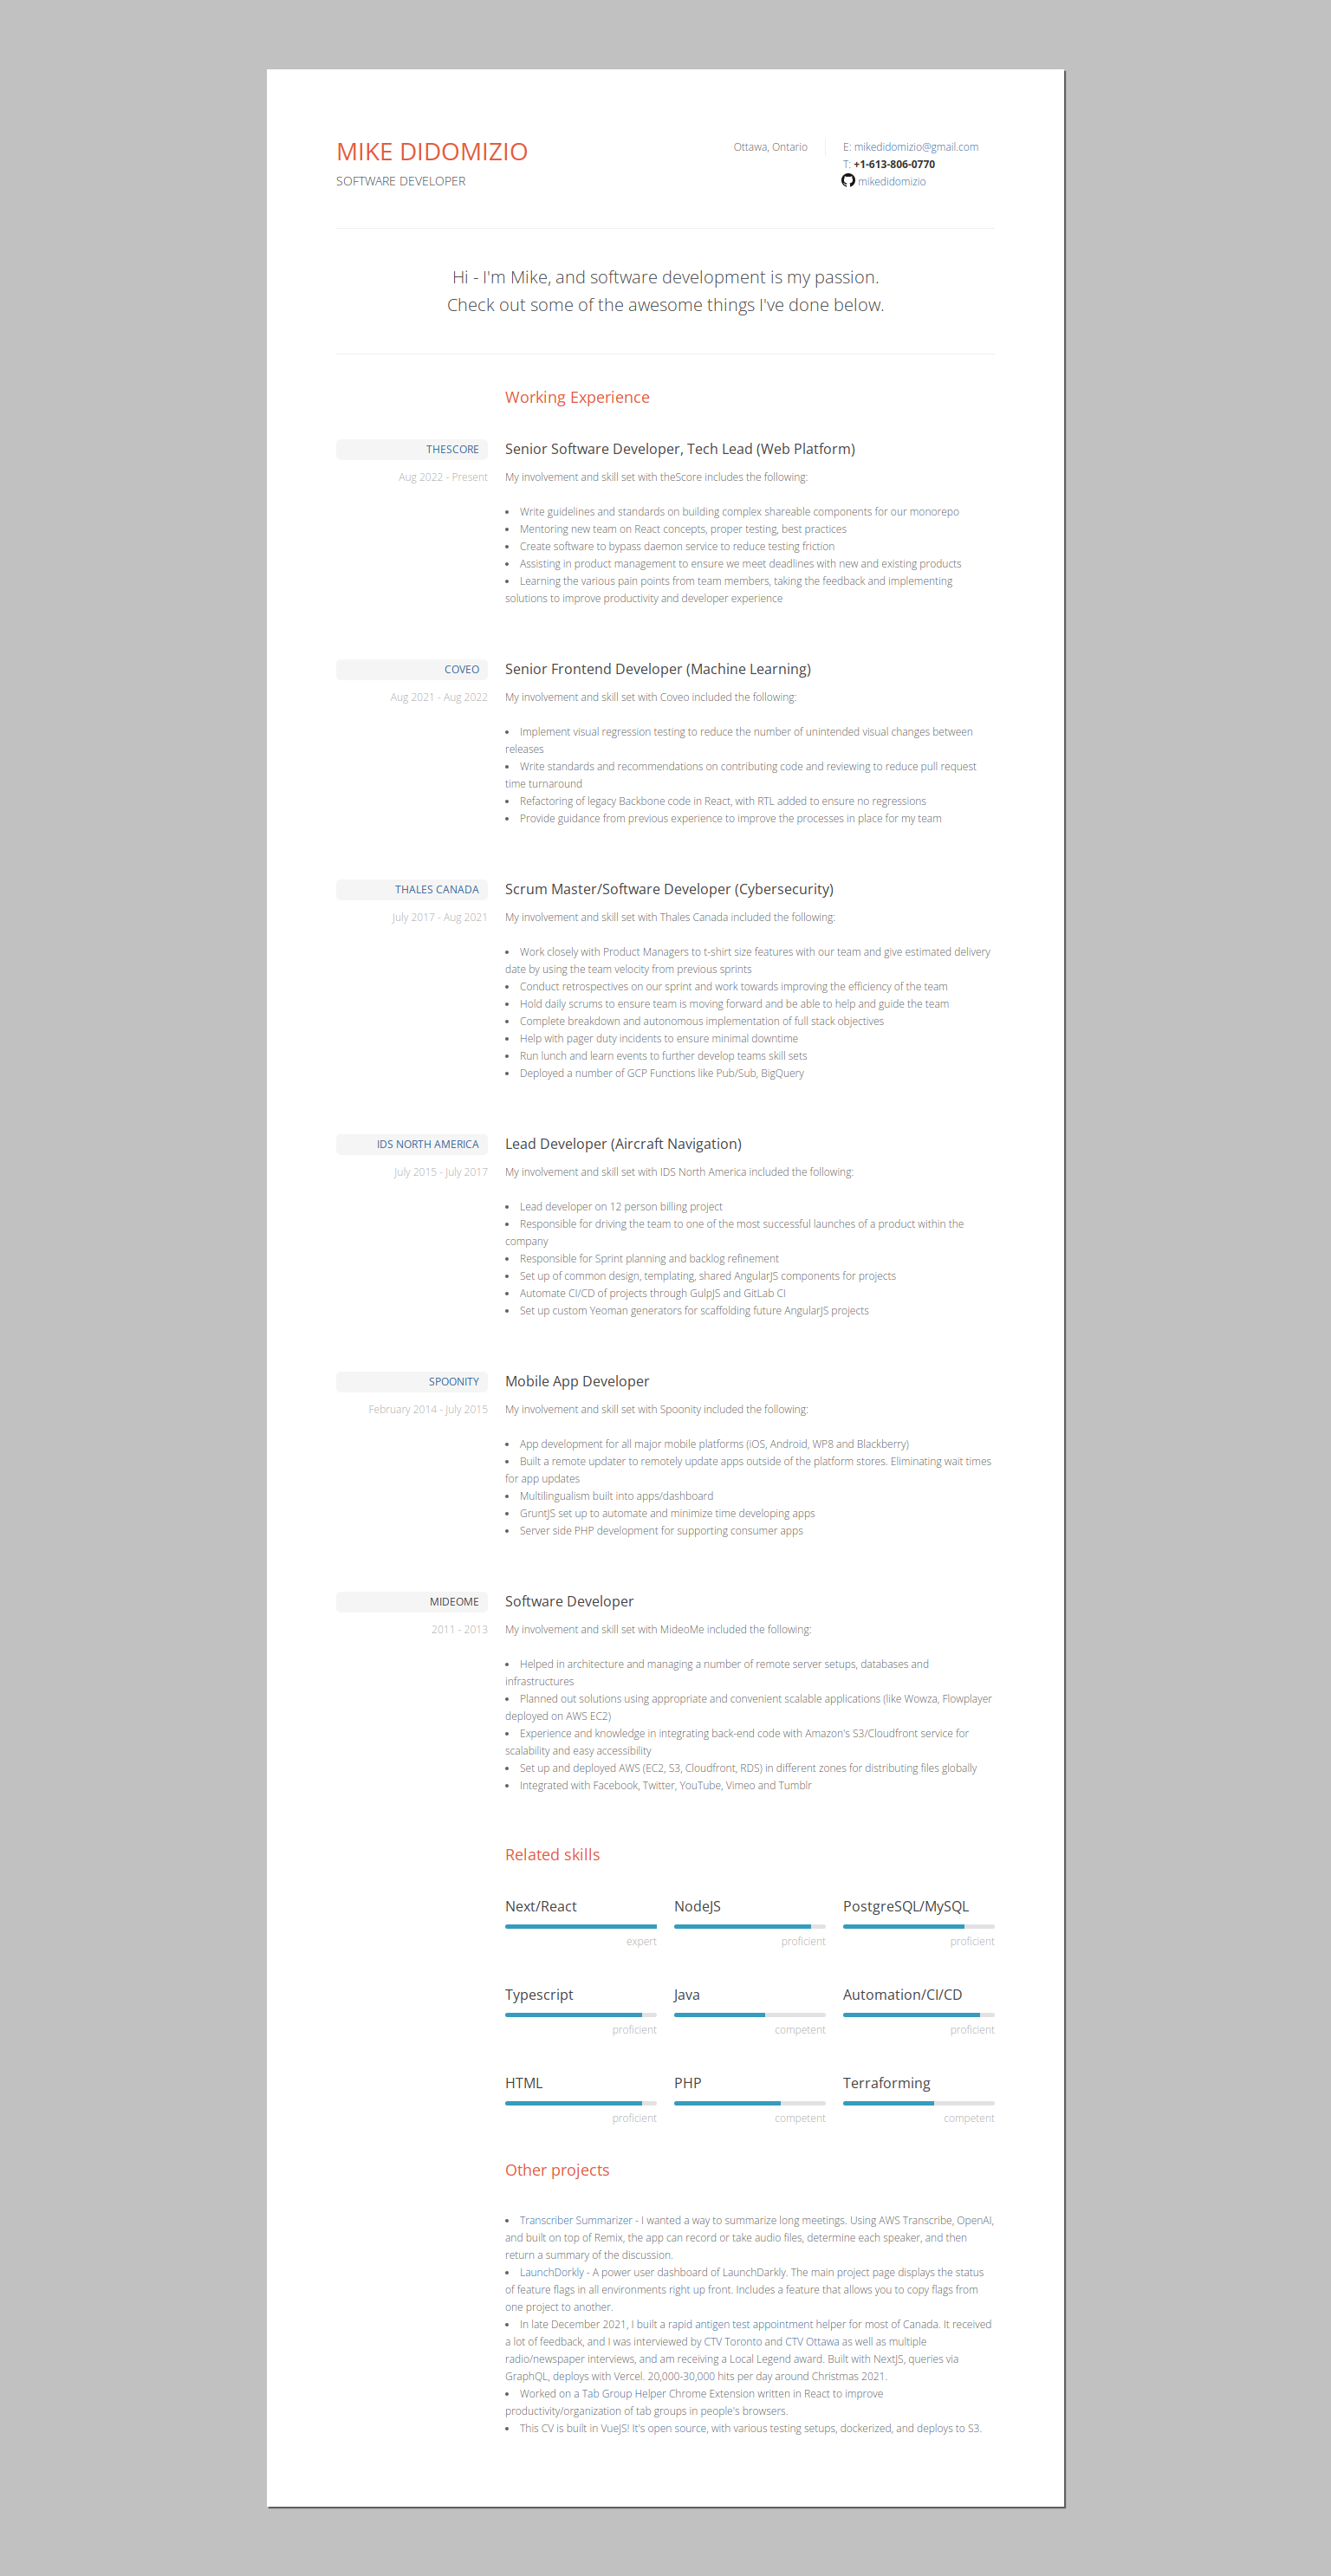 MIKE DIDOMIZIO
SOFTWARE DEVELOPER
Ottawa, Ontario
E: mikedidomizio@gmail.com
T: +1-613-806-0770
mikedidomizio
Hi - I'm Mike, and software development is my passion.
Check out some of the awesome things I've done below.
Working Experience
THESCORE
Aug 2022 - Present
Senior Software Developer, Tech Lead (Web Platform)
My involvement and skill set with theScore includes the following:
• Write guidelines and standards on building complex shareable components for our monorepo
• Mentoring new team on React concepts, proper testing, best practices
• Create software to bypass daemon service to reduce testing friction
• Assisting in product management to ensure we meet deadlines with new and existing products
• Learning the various pain points from team members, taking the feedback and implementing
solutions to improve productivity and developer experience
COVEO
Aug 2021 - Aug 2022
Senior Frontend Developer (Machine Learning)
My involvement and skill set with Coveo included the following:
• Implement visual regression testing to reduce the number of unintended visual changes between
releases
• Write standards and recommendations on contributing code and reviewing to reduce pull request
time turnaround
• Refactoring of legacy Backbone code in React, with RTL added to ensure no regressions
• Provide guidance from previous experience to improve the processes in place for my team
THALES CANADA
July 2017 - Aug 2021
Scrum Master/Software Developer (Cybersecurity)
My involvement and skill set with Thales Canada included the following:
• Work closely with Product Managers to t-shirt size features with our team and give estimated delivery
date by using the team velocity from previous sprints
• Conduct retrospectives on our sprint and work towards improving the efficiency of the team
• Hold daily scrums to ensure team is moving forward and be able to help and guide the team
• Complete breakdown and autonomous implementation of full stack objectives
• Help with pager duty incidents to ensure minimal downtime
• Run lunch and learn events to further develop teams skill sets
• Deployed a number of GCP Functions like Pub/Sub, BigQuery
IDS NORTH AMERICA
July 2015 - July 2017
Lead Developer (Aircraft Navigation)
My involvement and skill set with IDS North America included the following:
• Lead developer on 12 person billing project
• Responsible for driving the team to one of the most successful launches of a product within the
company
• Responsible for Sprint planning and backlog refinement
• Set up of common design, templating, shared AngularJS components for projects
• Automate CI/CD of projects through GulpJS and GitLab CI
• Set up custom Yeoman generators for scaffolding future AngularJS projects
SPOONITY
February 2014 - July 2015
Mobile App Developer
My involvement and skill set with Spoonity included the following:
• App development for all major mobile platforms (iOS, Android, WP8 and Blackberry)
• Built a remote updater to remotely update apps outside of the platform stores. Eliminating wait times
for app updates
• Multilingualism built into apps/dashboard
• GruntJS set up to automate and minimize time developing apps
• Server side PHP development for supporting consumer apps
MIDEOME
2011 - 2013
Software Developer
My involvement and skill set with MideoMe included the following:
• Helped in architecture and managing a number of remote server setups, databases and
infrastructures
• Planned out solutions using appropriate and convenient scalable applications (like Wowza, Flowplayer
deployed on AWS EC2)
• Experience and knowledge in integrating back-end code with Amazon's S3/Cloudfront service for
scalability and easy accessibility
• Set up and deployed AWS (EC2, S3, Cloudfront, RDS) in different zones for distributing files globally
• Integrated with Facebook, Twitter, YouTube, Vimeo and Tumblr
Related skills
Next/React
expert
NodeJS
proficient
PostgreSQL/MySQL
proficient
Typescript
proficient
Java
competent
Automation/CI/CD
proficient
HTML
proficient
PHP
competent
Terraforming
competent
Other projects
• Transcriber Summarizer - I wanted a way to summarize long meetings. Using AWS Transcribe, OpenAI,
and built on top of Remix, the app can record or take audio files, determine each speaker, and then
return a summary of the discussion.
• LaunchDorkly - A power user dashboard of LaunchDarkly. The main project page displays the status
of feature flags in all environments right up front. Includes a feature that allows you to copy flags from
one project to another.
• In late December 2021, I built a rapid antigen test appointment helper for most of Canada. It received
a lot of feedback, and I was interviewed by CTV Toronto and CTV Ottawa as well as multiple
radio/newspaper interviews, and am receiving a Local Legend award. Built with NextJS, queries via
GraphQL, deploys with Vercel. 20,000-30,000 hits per day around Christmas 2021.
• Worked on a Tab Group Helper Chrome Extension written in React to improve
productivity/organization of tab groups in people's browsers.
• This CV is built in VueJS! It's open source, with various testing setups, dockerized, and deploys to S3.